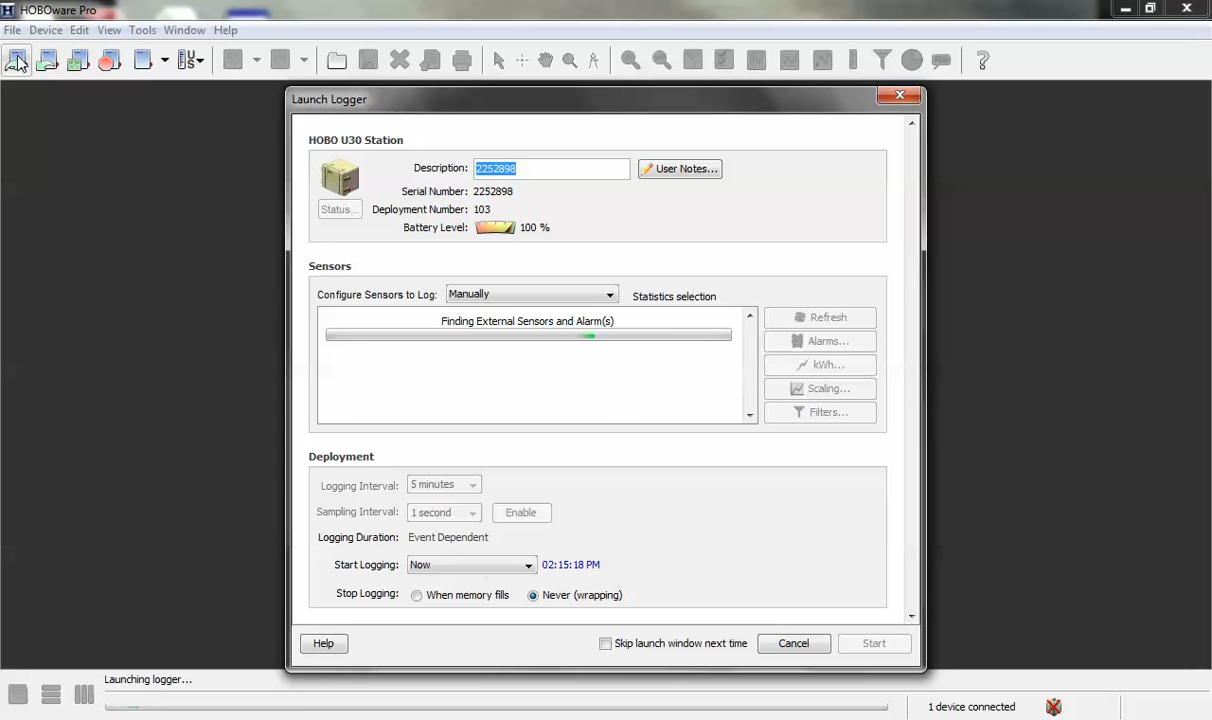 HOBOware Pro
File Device Edit View Tools Window Help
Launch Logger
HOBO U30 Station
Description: 2252898 User Notes...
Serial Number: 2252898
Status... Deployment Number: 103
Battery Level: 100 %
Sensors
Configure Sensors to Log: Manually Statistics selection
Finding External Sensors and Alarm(s)
Refresh
Alarms...
kWh...
Scaling...
Filters...
Deployment
Logging Interval: 5 minutes
Sampling Interval: 1 second Enable
Logging Duration: Event Dependent
Start Logging: Now 02:15:18 PM
Stop Logging: When memory fills Never (wrapping)
Help Skip launch window next time Cancel Start
Launching logger...
1 device connected